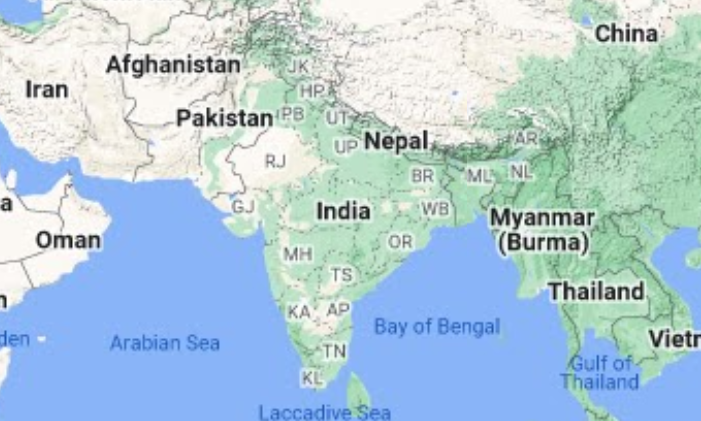 China
Afghanistan
JK
Iran
HP
Pakistan
PB
UT
AR
Nepal
UP
RJ
BR
ML
NL
a
GJ
India
WB
Myanmar
(Burma)
Oman
OR
MH
TS
Thailand
n
KA
AP
Bay of Bengal
den
Arabian Sea
Vietr
TN
Gulf of
Thailand
KL
Laccadive Sea